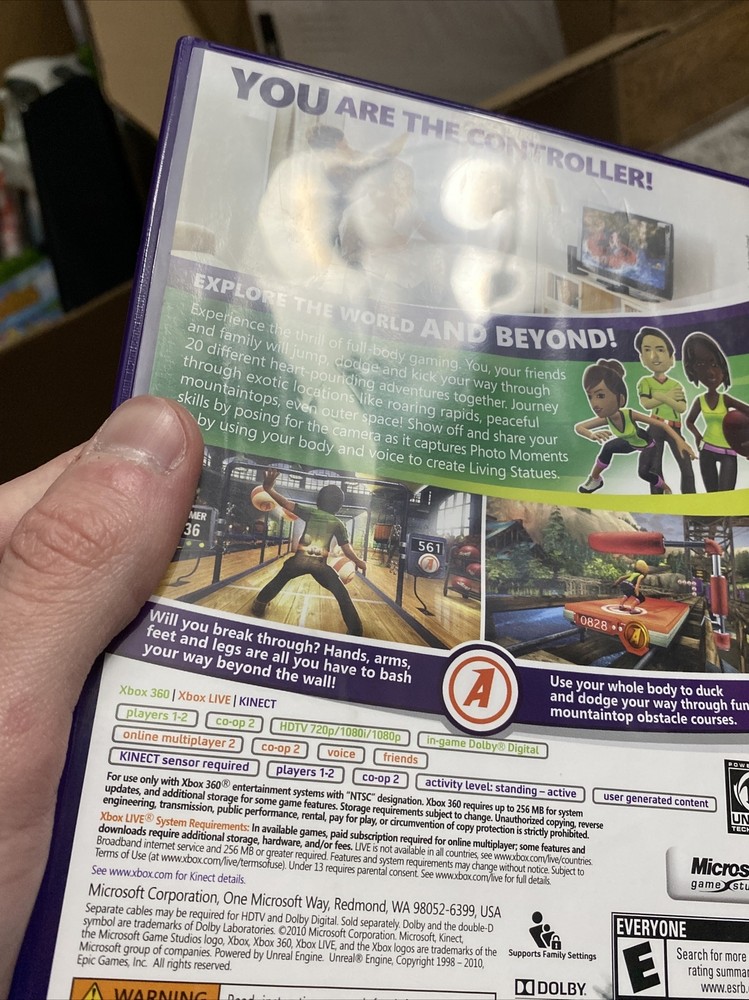 YOU ARE THE CONTROLLER!
EXPLORE THE WORLD AND BEYOND!
Experience the thrill of full-body gaming. You, your friends
and family will jump, dodge and kick your way through
20 different heart-pounding adventures together. Journey
through exotic locations like roaring rapids, peaceful
mountaintops, even outer space! Show off and share your
skills by posing for the camera as it captures Photo Moments
by using your body and voice to create Living Statues.
MER
36
561
0828
Will you break through? Hands, arms,
feet and legs are all you have to bash
your way beyond the wall!
A
Use your whole body to duck
and dodge your way through fun
mountaintop obstacle courses.
Xbox 360 | Xbox LIVE | KINECT
players 1-2 co-op 2 HDTV 720p/1080i/1080p in-game Dolby® Digital
online multiplayer 2 co-op 2 voice friends
KINECT sensor required players 1-2 co-op 2 activity level: standing – active user generated content
For use only with Xbox 360® entertainment systems with "NTSC" designation. Xbox 360 requires up to 256 MB for system
updates, and additional storage for some game features. Storage requirements subject to change. Unauthorized copying, reverse
engineering, transmission, public performance, rental, pay for play, or circumvention of copy protection is strictly prohibited.
Xbox LIVE® System Requirements: In available games, paid subscription required for online multiplayer; some features and
downloads require additional storage, hardware, and/or fees. LIVE is not available in all countries, see www.xbox.com/live/countries.
Broadband internet service and 256 MB or greater required. Features and system requirements may change without notice. Subject to
Terms of Use (at www.xbox.com/live/termsofuse). Under 13 requires parental consent. See www.xbox.com/live for full details.
See www.xbox.com for Kinect details.
Microsoft Corporation, One Microsoft Way, Redmond, WA 98052-6399, USA
Separate cables may be required for HDTV and Dolby Digital. Sold separately. Dolby and the double-D
symbol are trademarks of Dolby Laboratories. ©2010 Microsoft Corporation. Microsoft, Kinect,
the Microsoft Game Studios logo, Xbox, Xbox 360, Xbox LIVE, and the Xbox logos are trademarks of the
Microsoft group of companies. Powered by Unreal Engine. Unreal® Engine, Copyright 1998 – 2010,
Epic Games, Inc. All rights reserved.
Supports Family Settings
DOLBY
POWE
UN
TECH
Micros
game stu
EVERYONE
E
Search for more
rating summa
www.esrb.
WARNING